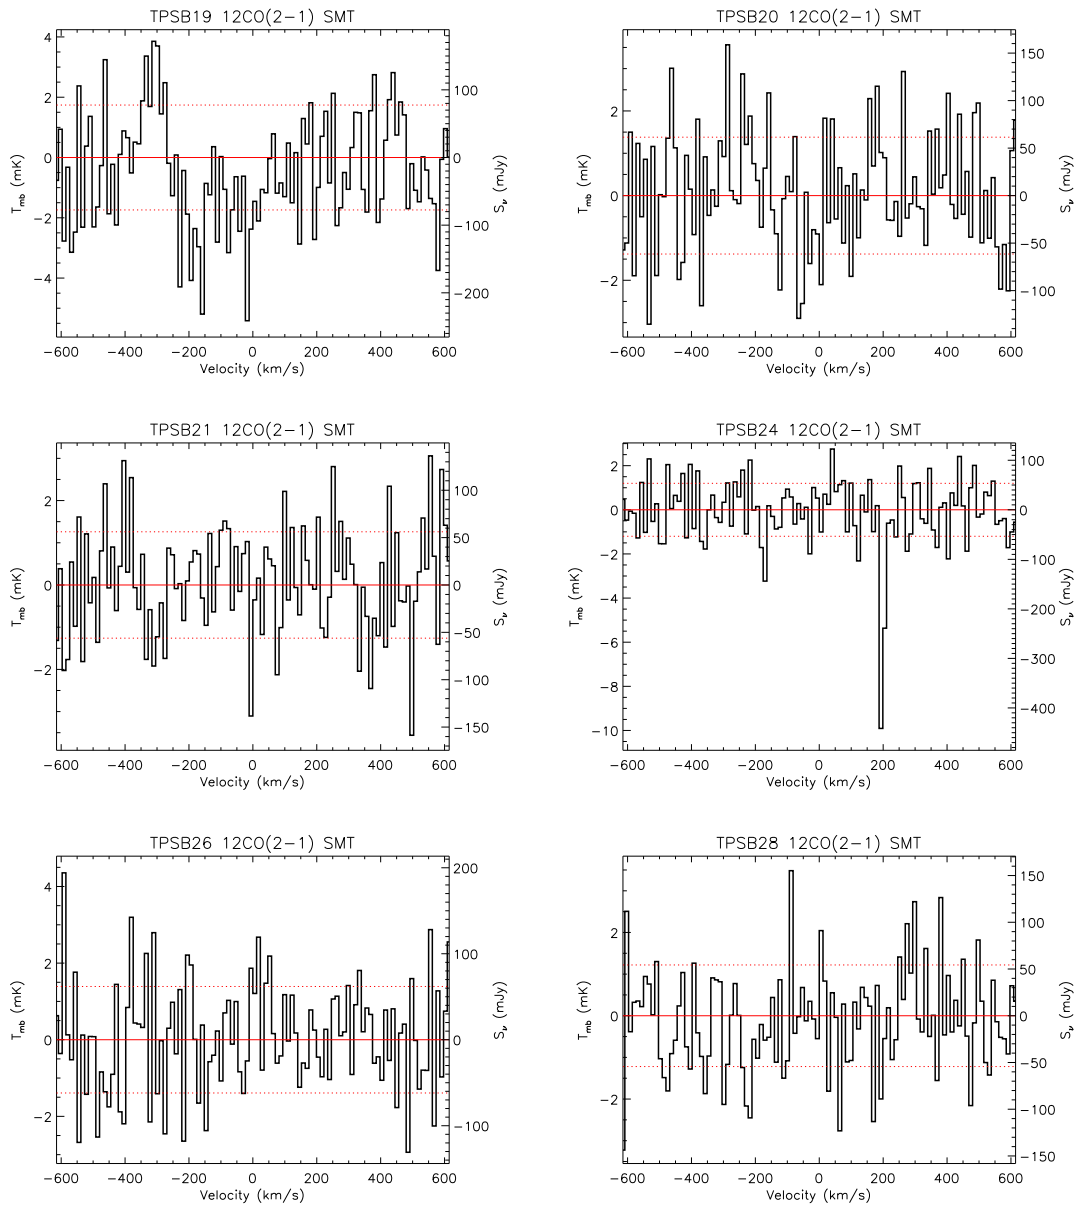 TPSB19 12CO(2−1) SMT
4
2
0
−2
−4
100
0
−100
−200
T_mb (mK)
S_ν (mJy)
−600 −400 −200 0 200 400 600
Velocity (km/s)
TPSB20 12CO(2−1) SMT
2
0
−2
150
100
50
0
−50
−100
T_mb (mK)
S_ν (mJy)
−600 −400 −200 0 200 400 600
Velocity (km/s)
TPSB21 12CO(2−1) SMT
2
0
−2
100
50
0
−50
−100
−150
T_mb (mK)
S_ν (mJy)
−600 −400 −200 0 200 400 600
Velocity (km/s)
TPSB24 12CO(2−1) SMT
2
0
−2
−4
−6
−8
−10
100
0
−100
−200
−300
−400
T_mb (mK)
S_ν (mJy)
−600 −400 −200 0 200 400 600
Velocity (km/s)
TPSB26 12CO(2−1) SMT
4
2
0
−2
200
100
0
−100
T_mb (mK)
S_ν (mJy)
−600 −400 −200 0 200 400 600
Velocity (km/s)
TPSB28 12CO(2−1) SMT
2
0
−2
150
100
50
0
−50
−100
−150
T_mb (mK)
S_ν (mJy)
−600 −400 −200 0 200 400 600
Velocity (km/s)